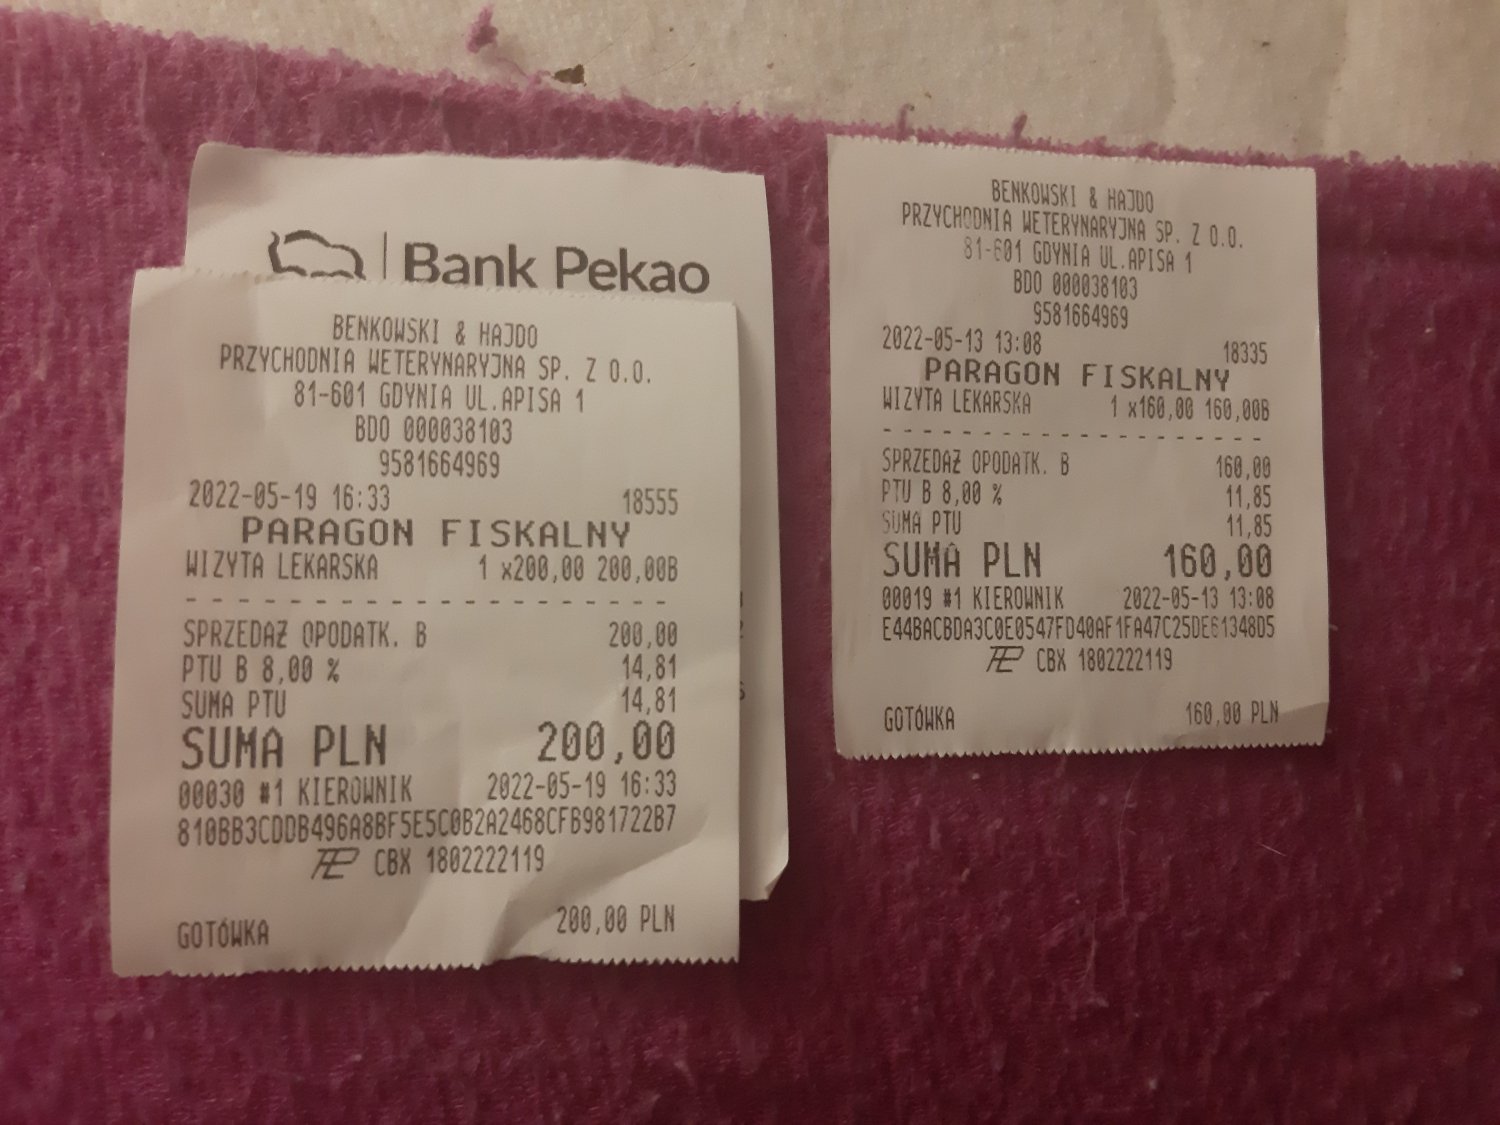 Bank Pekao
BENKOWSKI & HAJDO
PRZYCHODNIA WETERYNARYJNA SP. Z O.O.
81-601 GDYNIA UL.APISA 1
BDO 000038103
9581664969
2022-05-19 16:33 18555
PARAGON FISKALNY
WIZYTA LEKARSKA 1 x200,00 200,00B
SPRZEDAŻ OPODATK. B 200,00
PTU B 8,00 % 14,81
SUMA PTU 14,81
SUMA PLN 200,00
00030 #1 KIEROWNIK 2022-05-19 16:33
810BB3CDDB496A8BF5E5C0B2A2468CFB981722B7
CBX 1802222119
GOTÓWKA 200,00 PLN
BENKOWSKI & HAJDO
PRZYCHODNIA WETERYNARYJNA SP. Z O.O.
81-601 GDYNIA UL.APISA 1
BDO 000038103
9581664969
2022-05-13 13:08 18335
PARAGON FISKALNY
WIZYTA LEKARSKA 1 x160,00 160,00B
SPRZEDAŻ OPODATK. B 160,00
PTU B 8,00 % 11,85
SUMA PTU 11,85
SUMA PLN 160,00
00019 #1 KIEROWNIK 2022-05-13 13:08
E44BACBDA3C0E0547FD40AF1FA47C25DE61348D5
CBX 1802222119
GOTÓWKA 160,00 PLN